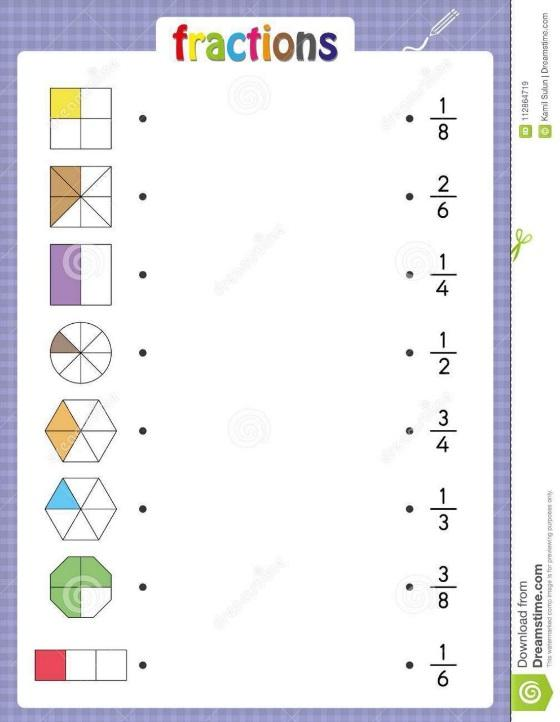 fractions
1/8
2/6
1/4
1/2
3/4
1/3
3/8
1/6
ID 112864719
© Kamil Sulun | Dreamstime.com
Download from
Dreamstime.com
This watermarked comp image is for previewing purposes only.